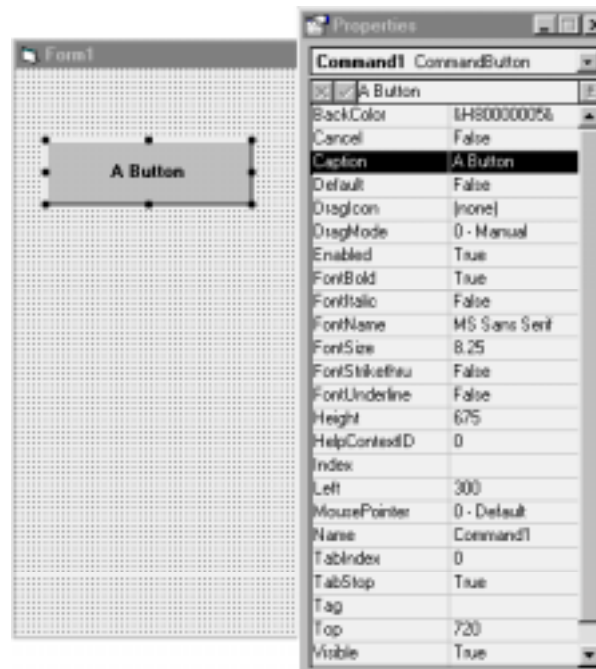 Form1
A Button
Properties
Command1 CommandButton
A Button
BackColor &H80000005&
Cancel False
Caption A Button
Default False
DragIcon (none)
DragMode 0 - Manual
Enabled True
FontBold True
FontItalic False
FontName MS Sans Serif
FontSize 8.25
FontStrikethru False
FontUnderline False
Height 675
HelpContextID 0
Index
Left 300
MousePointer 0 - Default
Name Command1
TabIndex 0
TabStop True
Tag
Top 720
Visible True